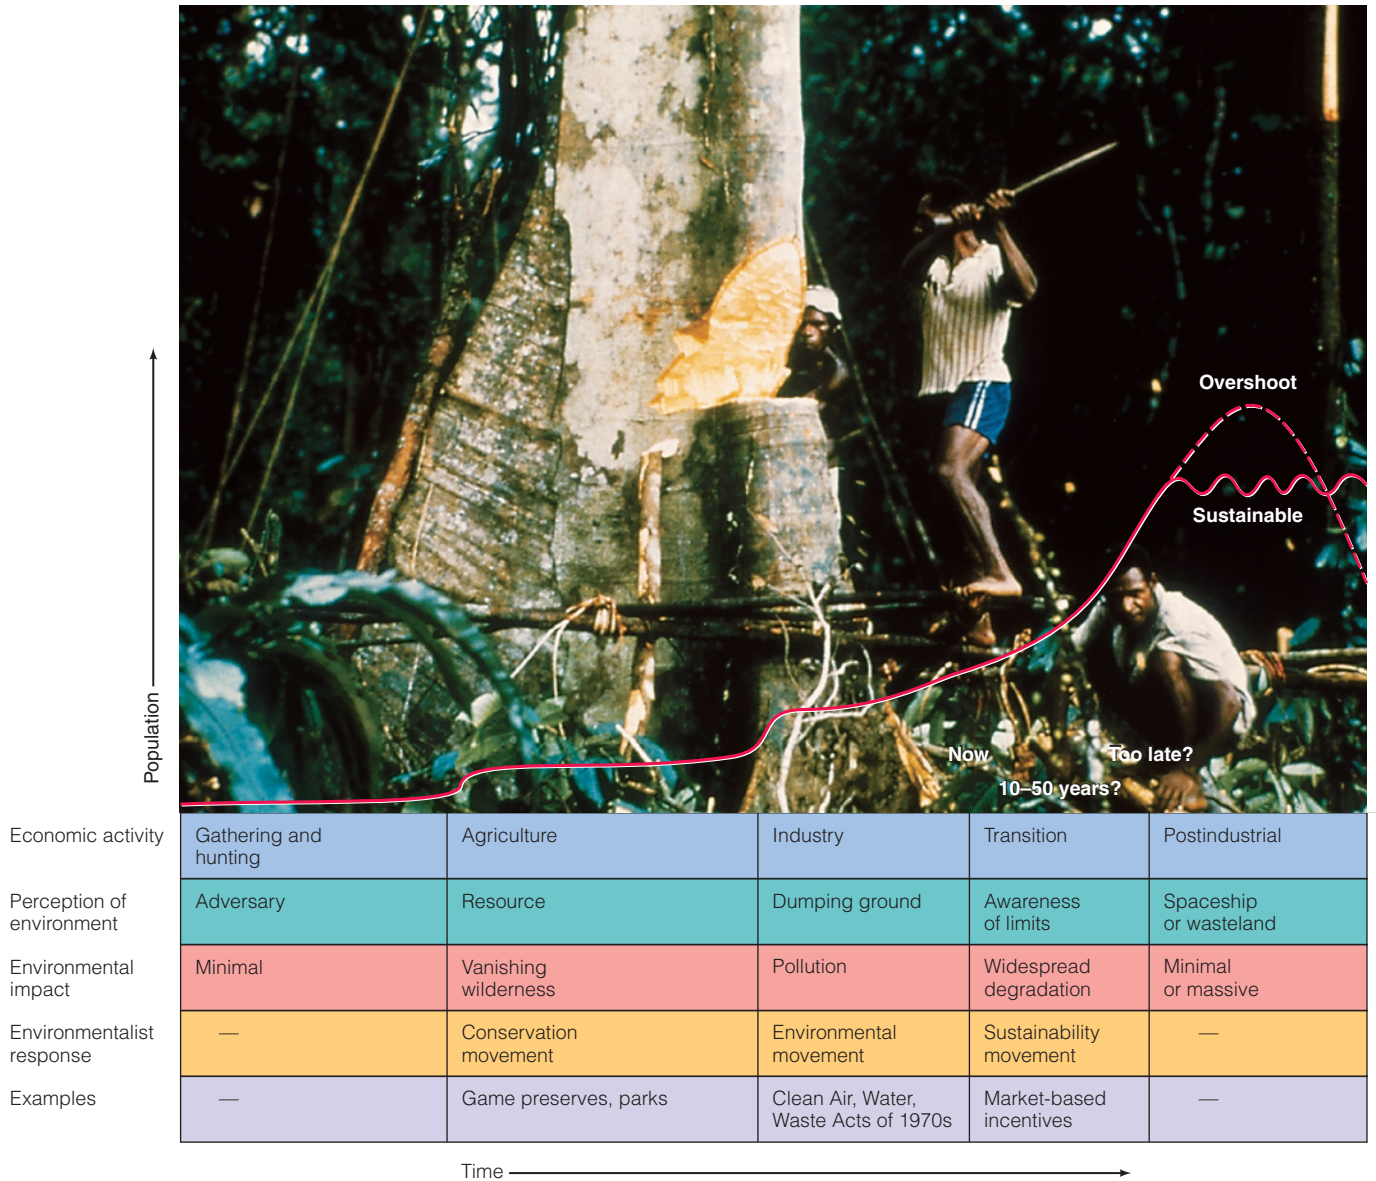 Overshoot
Sustainable
Population
Now
Too late?
10–50 years?
Economic activity
Gathering and
hunting
Agriculture
Industry
Transition
Postindustrial
Perception of
environment
Adversary
Resource
Dumping ground
Awareness
of limits
Spaceship
or wasteland
Environmental
impact
Minimal
Vanishing
wilderness
Pollution
Widespread
degradation
Minimal
or massive
Environmentalist
response
—
Conservation
movement
Environmental
movement
Sustainability
movement
—
Examples
—
Game preserves, parks
Clean Air, Water,
Waste Acts of 1970s
Market-based
incentives
—
Time